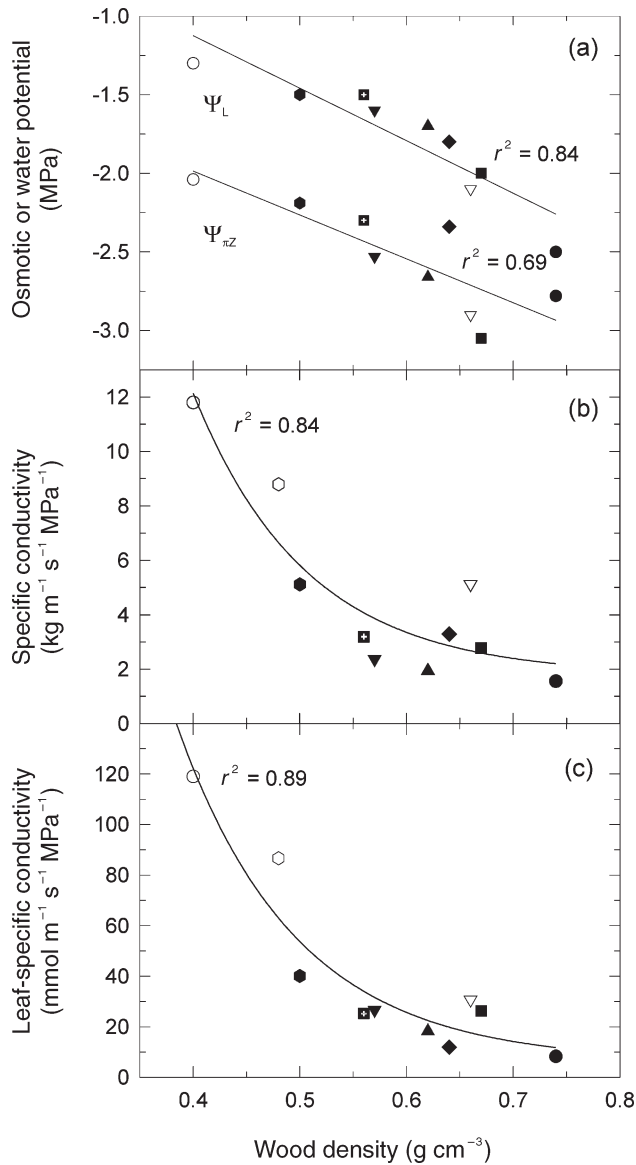 Osmotic or water potential
(MPa)
-1.0
-1.5
-2.0
-2.5
-3.0
(a)
Ψ_L
r² = 0.84
Ψ_πZ
r² = 0.69
Specific conductivity
(kg m⁻¹ s⁻¹ MPa⁻¹)
12
10
8
6
4
2
0
(b)
r² = 0.84
Leaf-specific conductivity
(mmol m⁻¹ s⁻¹ MPa⁻¹)
120
100
80
60
40
20
0
(c)
r² = 0.89
0.4 0.5 0.6 0.7 0.8
Wood density (g cm⁻³)